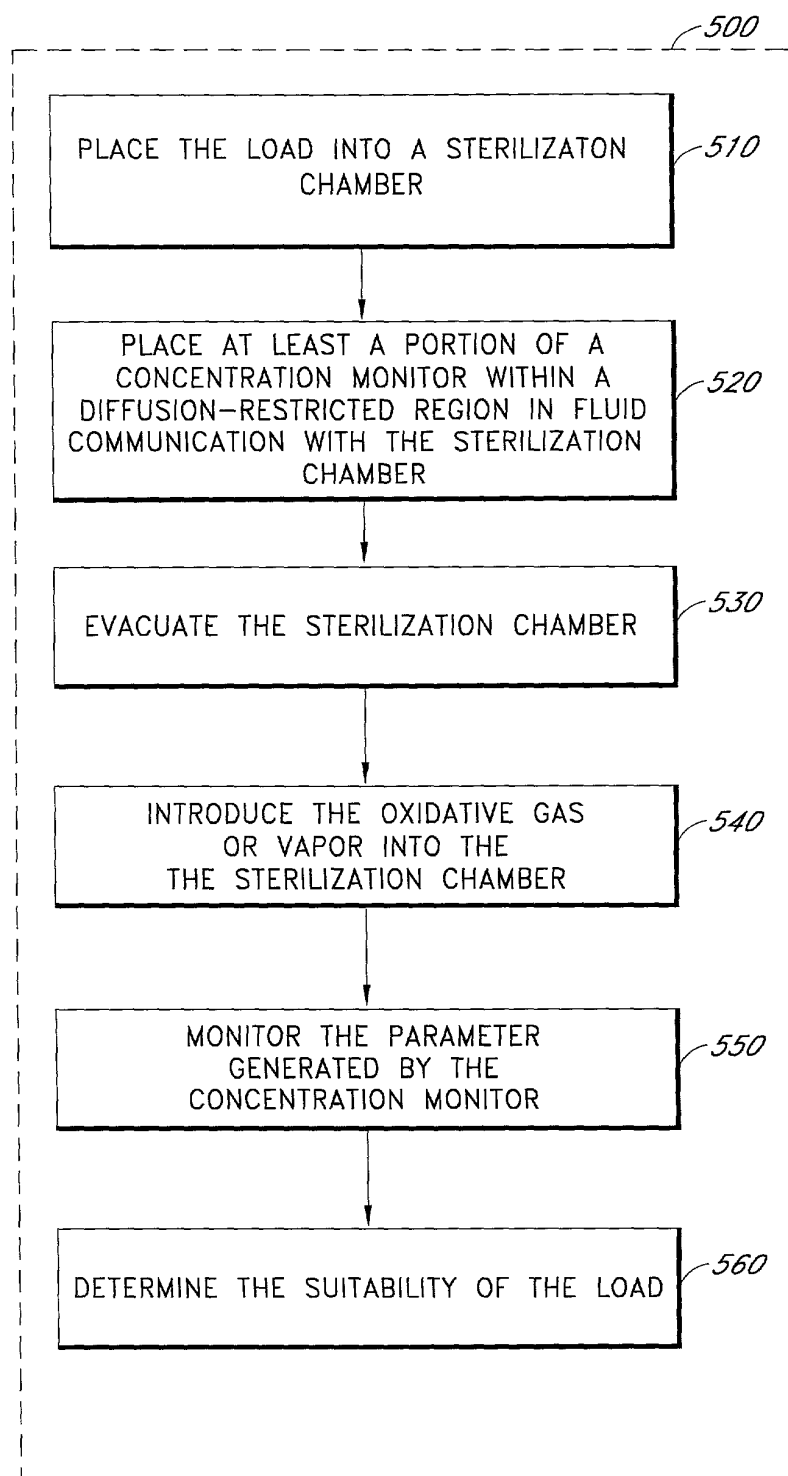 500
PLACE THE LOAD INTO A STERILIZATON
CHAMBER
510
PLACE AT LEAST A PORTION OF A
CONCENTRATION MONITOR WITHIN A
DIFFUSION-RESTRICTED REGION IN FLUID
COMMUNICATION WITH THE STERILIZATION
CHAMBER
520
EVACUATE THE STERILIZATION CHAMBER
530
INTRODUCE THE OXIDATIVE GAS
OR VAPOR INTO THE
THE STERILIZATION CHAMBER
540
MONITOR THE PARAMETER
GENERATED BY THE
CONCENTRATION MONITOR
550
DETERMINE THE SUITABILITY OF THE LOAD
560